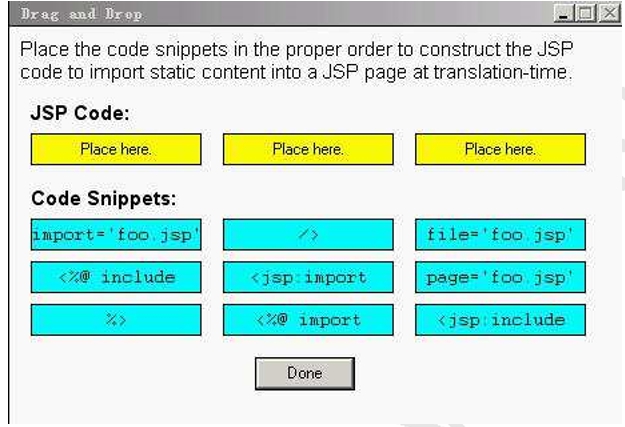 Drag and Drop
Place the code snippets in the proper order to construct the JSP
code to import static content into a JSP page at translation-time.
JSP Code:
Place here. Place here. Place here.
Code Snippets:
import='foo.jsp' /> file='foo.jsp'
<%@ include <jsp:import page='foo.jsp'
%> <%@ import <jsp:include
Done